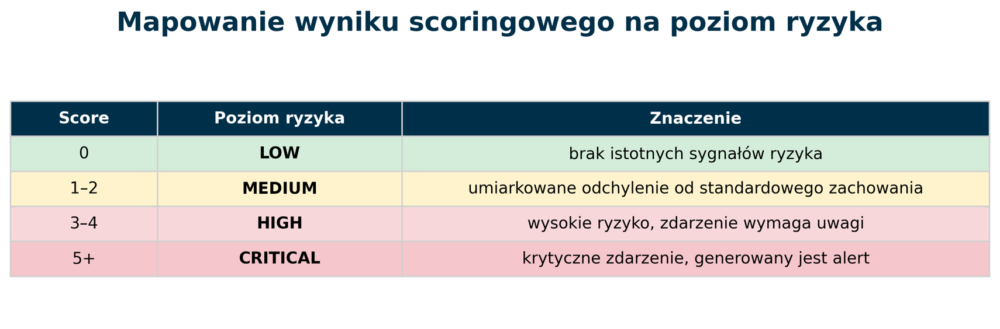 Mapowanie wyniku scoringowego na poziom ryzyka
Score Poziom ryzyka Znaczenie
0 LOW brak istotnych sygnałów ryzyka
1–2 MEDIUM umiarkowane odchylenie od standardowego zachowania
3–4 HIGH wysokie ryzyko, zdarzenie wymaga uwagi
5+ CRITICAL krytyczne zdarzenie, generowany jest alert